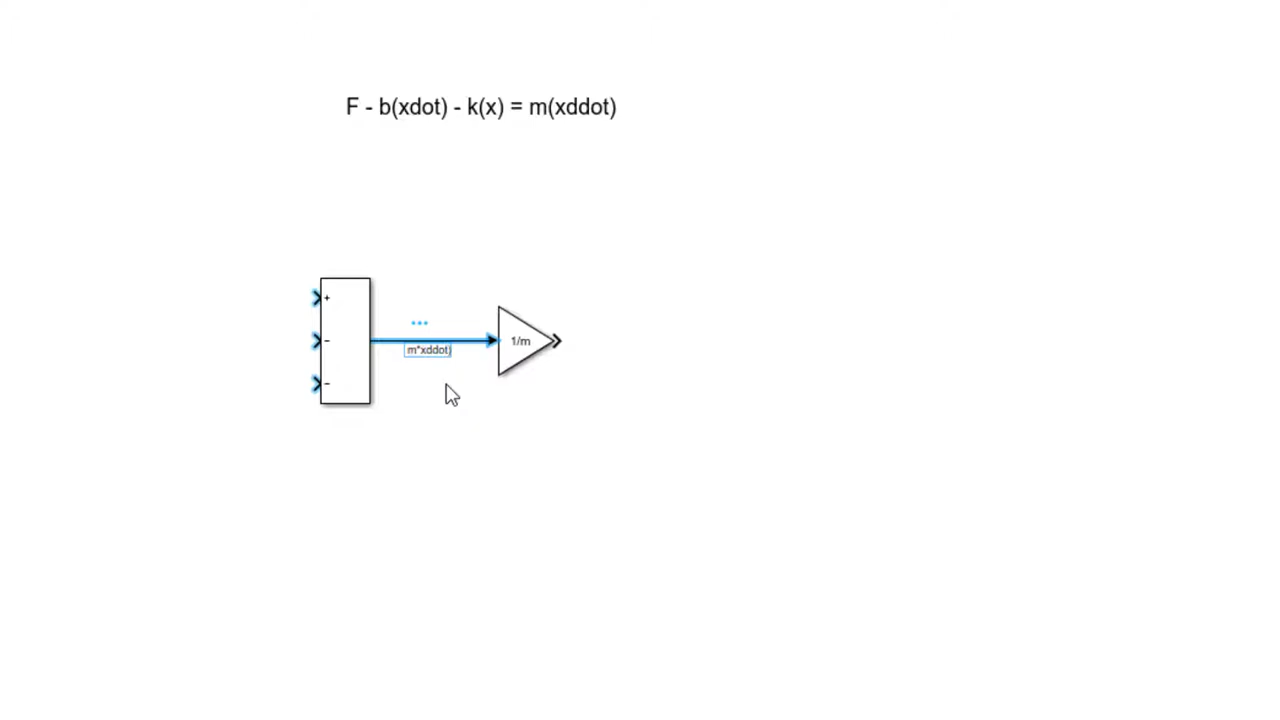 F - b(xdot) - k(x) = m(xddot)
+
-
m*xddot)
1/m
-